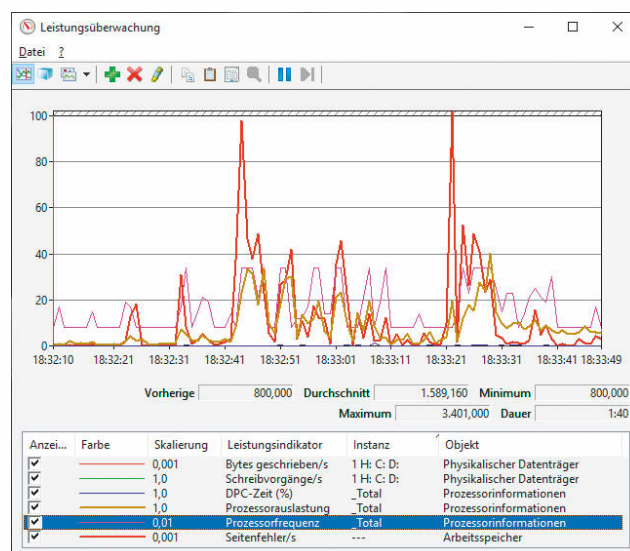 Leistungsüberwachung
Datei ?
100
80
60
40
20
0
18:32:10 18:32:21 18:32:31 18:32:41 18:32:51 18:33:01 18:33:11 18:33:21 18:33:31 18:33:41 18:33:49
Vorherige 800,000 Durchschnitt 1.589,160 Minimum 800,000
Maximum 3.401,000 Dauer 1:40
Anzei... Farbe Skalierung Leistungsindikator Instanz Objekt
0,001 Bytes geschrieben/s 1 H: C: D: Physikalischer Datenträger
1,0 Schreibvorgänge/s 1 H: C: D: Physikalischer Datenträger
1,0 DPC-Zeit (%) _Total Prozessorinformationen
1,0 Prozessorauslastung _Total Prozessorinformationen
0,01 Prozessorfrequenz _Total Prozessorinformationen
0,001 Seitenfehler/s --- Arbeitsspeicher